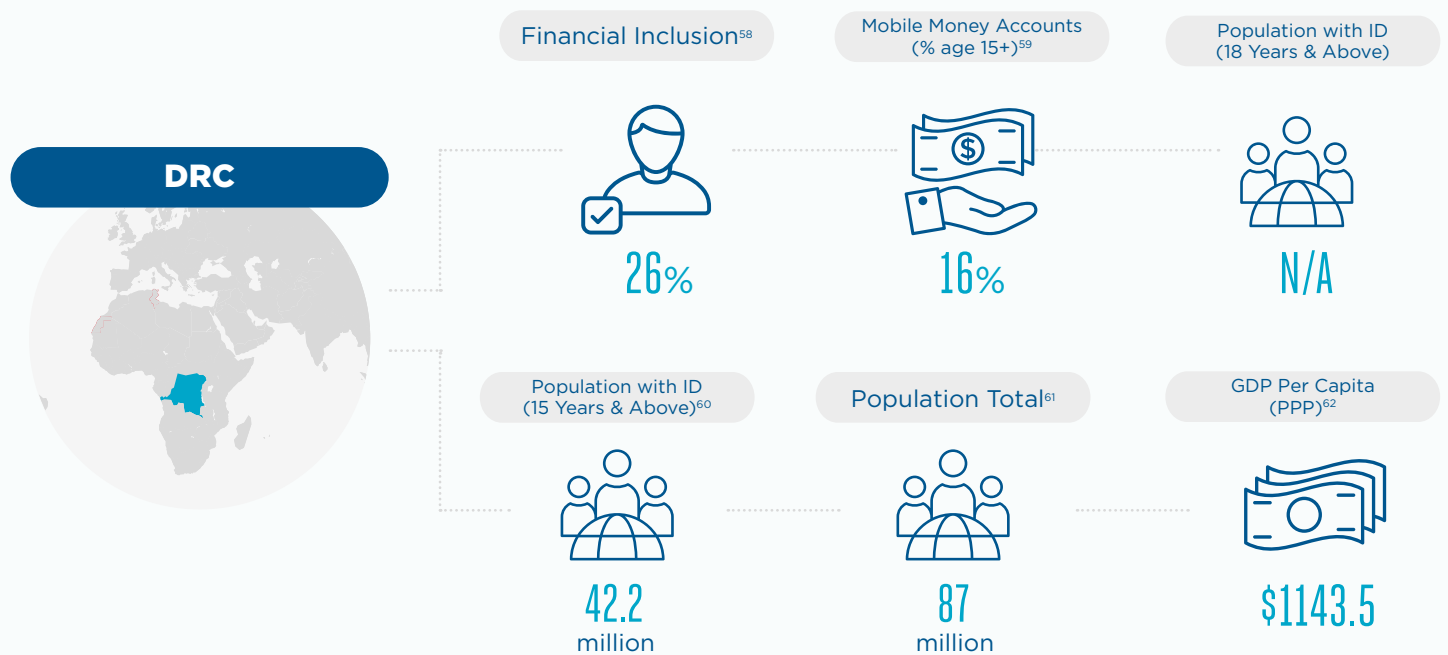 DRC
Financial Inclusion⁵⁸
26%
Mobile Money Accounts
(% age 15+)⁵⁹
$
16%
Population with ID
(18 Years & Above)
N/A
Population with ID
(15 Years & Above)⁶⁰
42.2
million
Population Total⁶¹
87
million
GDP Per Capita
(PPP)⁶²
$1143.5